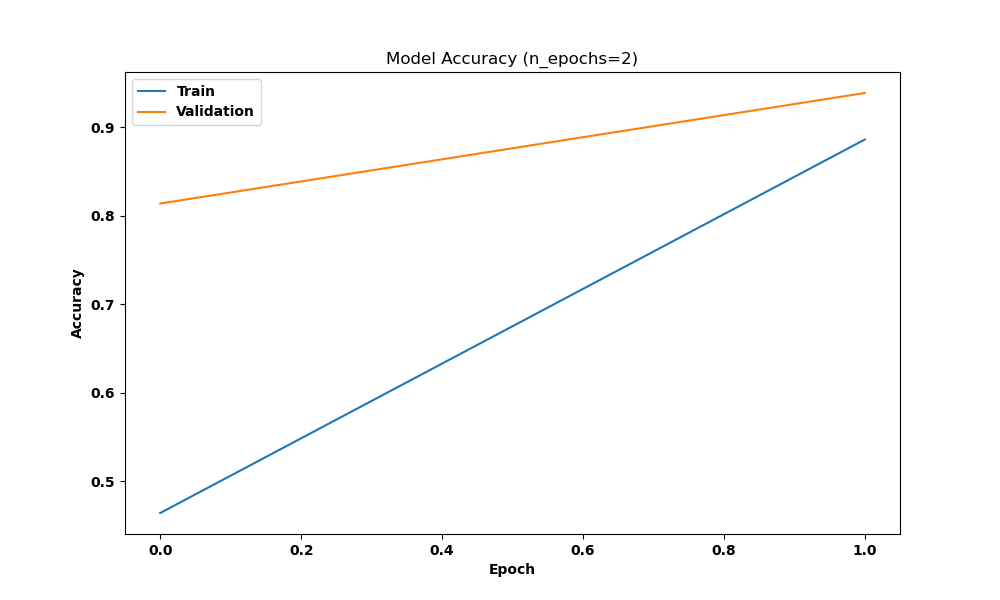 Model Accuracy (n_epochs=2)
Train
Validation
0.9
0.8
0.7
0.6
0.5
Accuracy
0.0 0.2 0.4 0.6 0.8 1.0
Epoch